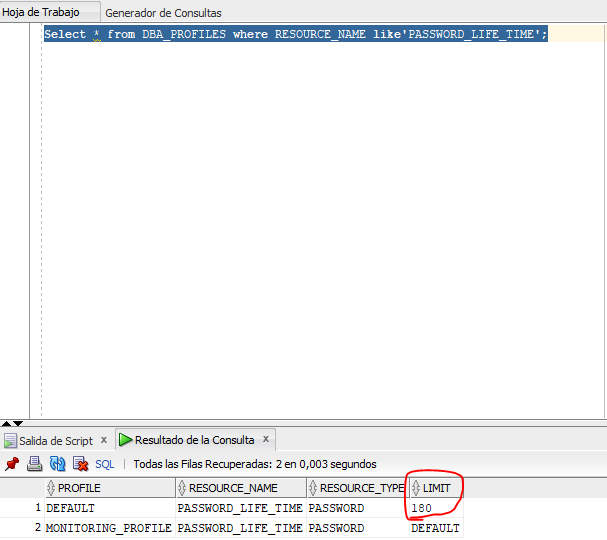 Hoja de Trabajo Generador de Consultas
Select * from DBA_PROFILES where RESOURCE_NAME like'PASSWORD_LIFE_TIME';
Salida de Script x Resultado de la Consulta x
SQL | Todas las Filas Recuperadas: 2 en 0,003 segundos
PROFILE RESOURCE_NAME RESOURCE_TYPE LIMIT
1 DEFAULT PASSWORD_LIFE_TIME PASSWORD 180
2 MONITORING_PROFILE PASSWORD_LIFE_TIME PASSWORD DEFAULT